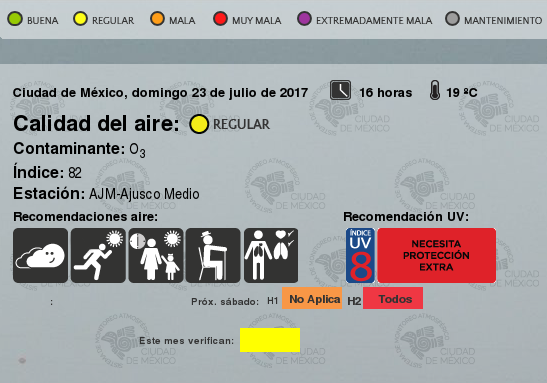 BUENA REGULAR MALA MUY MALA EXTREMADAMENTE MALA MANTENIMIENTO
Ciudad de México, domingo 23 de julio de 2017 16 horas 19 ºC
Calidad del aire: REGULAR
Contaminante: O3
Índice: 82
Estación: AJM-Ajusco Medio
Recomendaciones aire: Recomendación UV:
ÍNDICE
UV
8
NECESITA
PROTECCIÓN
EXTRA
: Próx. sábado: H1 No Aplica H2 Todos
Este mes verifican:
CIUDAD
DE MÉXICO